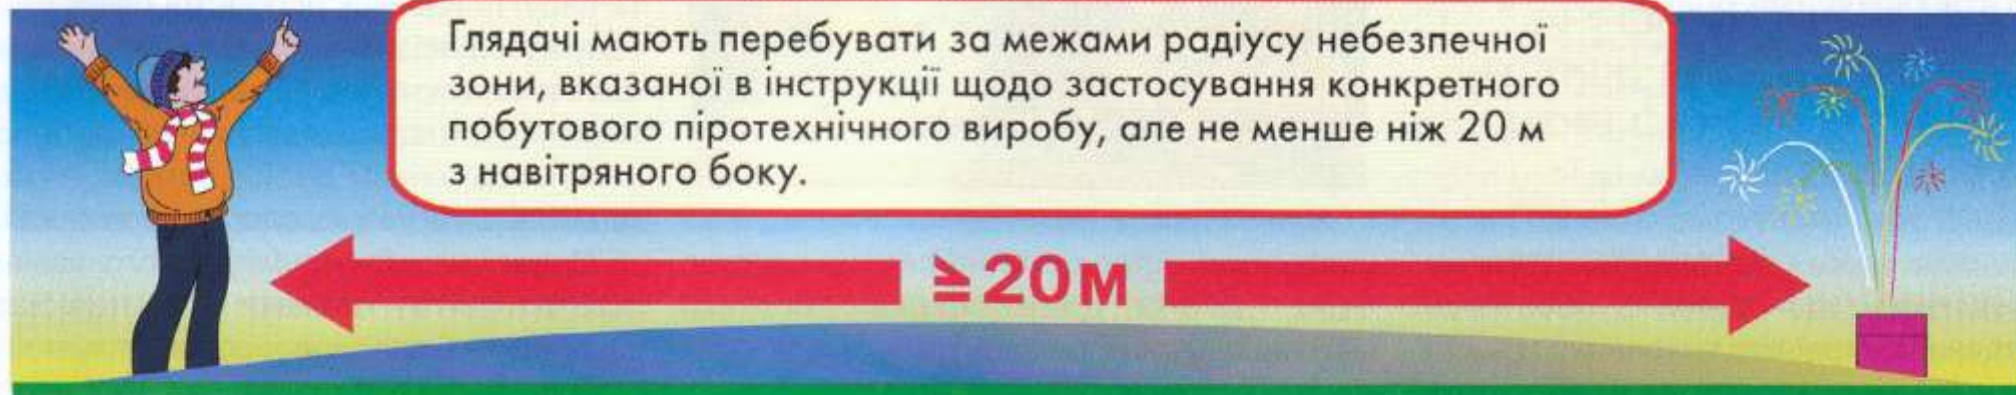 Глядачі мають перебувати за межами радіусу небезпечної
зони, вказаної в інструкції щодо застосування конкретного
побутового піротехнічного виробу, але не менше ніж 20 м
з навітряного боку.
≧20м